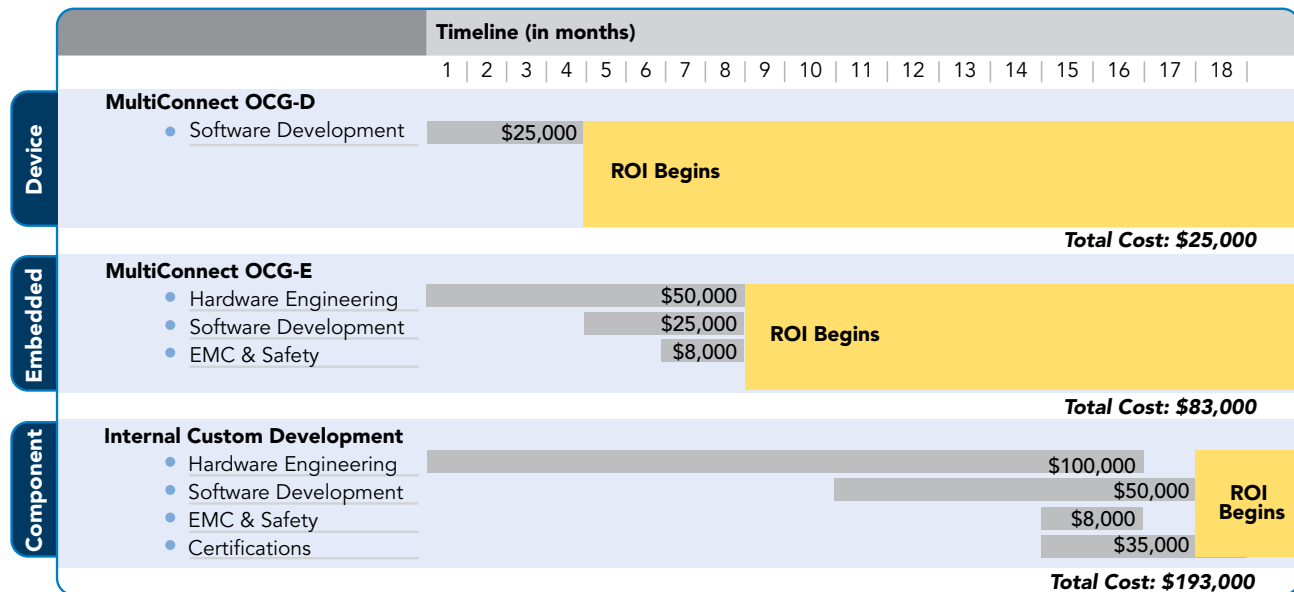 Timeline (in months)
1 | 2 | 3 | 4 | 5 | 6 | 7 | 8 | 9 | 10 | 11 | 12 | 13 | 14 | 15 | 16 | 17 | 18 |
Device
MultiConnect OCG-D
• Software Development $25,000
ROI Begins
Total Cost: $25,000
Embedded
MultiConnect OCG-E
• Hardware Engineering $50,000
• Software Development $25,000
• EMC & Safety $8,000
ROI Begins
Total Cost: $83,000
Component
Internal Custom Development
• Hardware Engineering $100,000
• Software Development $50,000
• EMC & Safety $8,000
• Certifications $35,000
ROI
Begins
Total Cost: $193,000